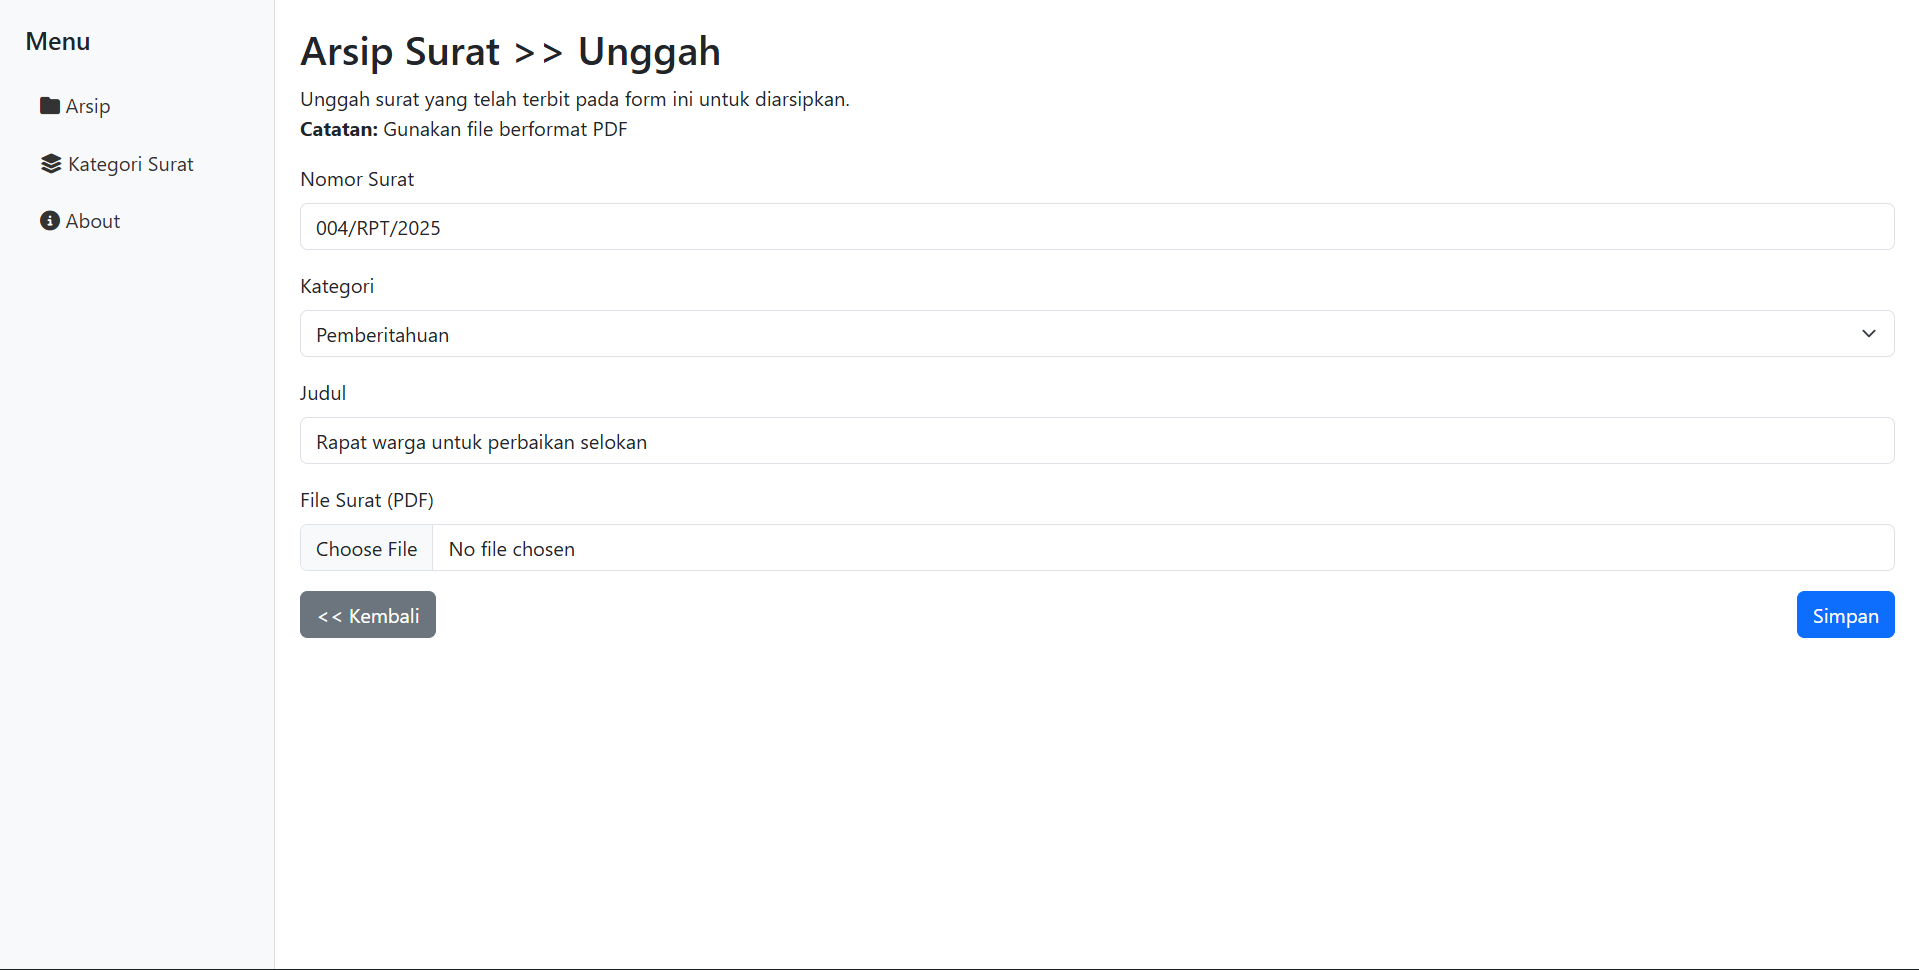 Menu
Arsip
Kategori Surat
About
Arsip Surat >> Unggah
Unggah surat yang telah terbit pada form ini untuk diarsipkan.
Catatan: Gunakan file berformat PDF
Nomor Surat
004/RPT/2025
Kategori
Pemberitahuan
Judul
Rapat warga untuk perbaikan selokan
File Surat (PDF)
Choose File No file chosen
<< Kembali Simpan